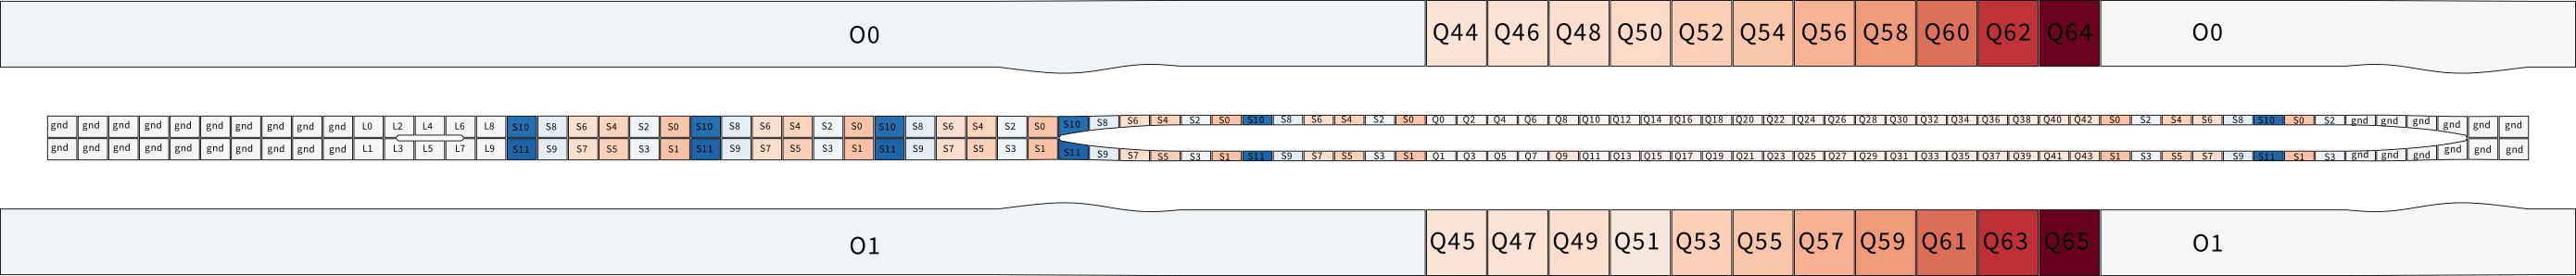 O0 Q44 Q46 Q48 Q50 Q52 Q54 Q56 Q58 Q60 Q62 Q64 O0
gnd gnd gnd gnd gnd gnd gnd gnd gnd gnd L0 L2 L4 L6 L8 S10 S8 S6 S4 S2 S0 S10 S8 S6 S4 S2 S0 S10 S8 S6 S4 S2 S0 S10 S8 S6 S4 S2 S0 S10 S8 S6 S4 S2 S0 Q0 Q2 Q4 Q6 Q8 Q10 Q12 Q14 Q16 Q18 Q20 Q22 Q24 Q26 Q28 Q30 Q32 Q34 Q36 Q38 Q40 Q42 S0 S2 S4 S6 S8 S10 S0 S2 gnd gnd gnd gnd gnd gnd
gnd gnd gnd gnd gnd gnd gnd gnd gnd gnd L1 L3 L5 L7 L9 S11 S9 S7 S5 S3 S1 S11 S9 S7 S5 S3 S1 S11 S9 S7 S5 S3 S1 S11 S9 S7 S5 S3 S1 S11 S9 S7 S5 S3 S1 Q1 Q3 Q5 Q7 Q9 Q11 Q13 Q15 Q17 Q19 Q21 Q23 Q25 Q27 Q29 Q31 Q33 Q35 Q37 Q39 Q41 Q43 S1 S3 S5 S7 S9 S11 S1 S3 gnd gnd gnd gnd gnd gnd
O1 Q45 Q47 Q49 Q51 Q53 Q55 Q57 Q59 Q61 Q63 Q65 O1